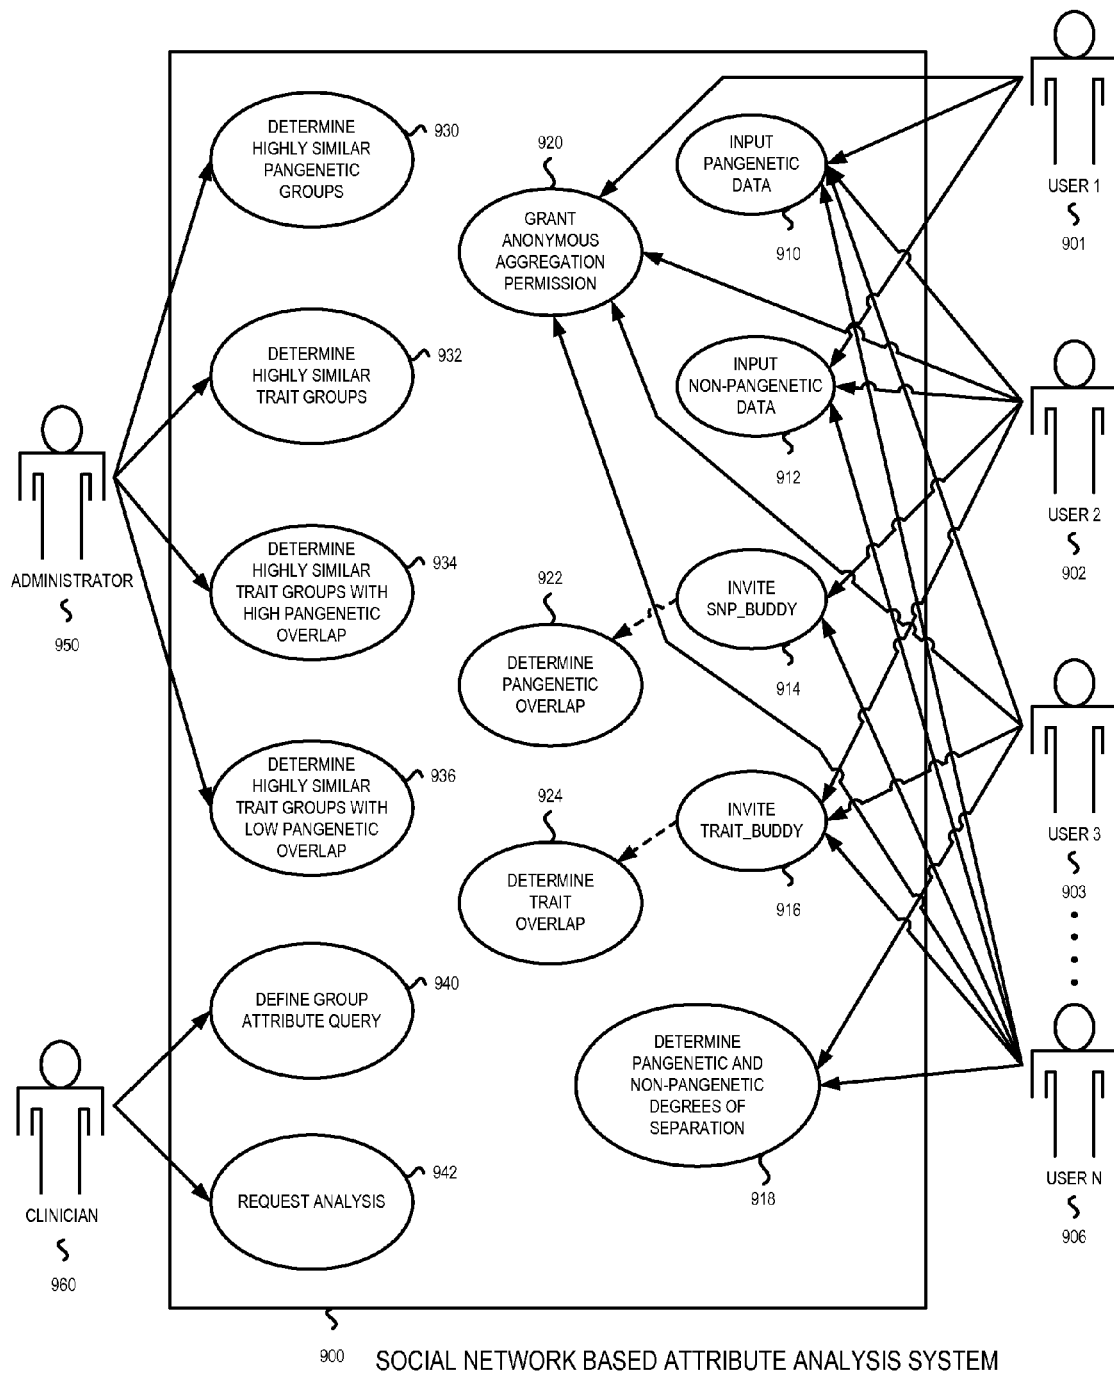 DETERMINE
HIGHLY SIMILAR
PANGENETIC
GROUPS
930
DETERMINE
HIGHLY SIMILAR
TRAIT GROUPS
932
DETERMINE
HIGHLY SIMILAR
TRAIT GROUPS WITH
HIGH PANGENETIC
OVERLAP
934
DETERMINE
HIGHLY SIMILAR
TRAIT GROUPS WITH
LOW PANGENETIC
OVERLAP
936
ADMINISTRATOR
950
DEFINE GROUP
ATTRIBUTE QUERY
940
REQUEST ANALYSIS
942
CLINICIAN
960
920
GRANT
ANONYMOUS
AGGREGATION
PERMISSION
922
DETERMINE
PANGENETIC
OVERLAP
924
DETERMINE
TRAIT
OVERLAP
INPUT
PANGENETIC
DATA
910
INPUT
NON-PANGENETIC
DATA
912
INVITE
SNP_BUDDY
914
INVITE
TRAIT_BUDDY
916
DETERMINE
PANGENETIC AND
NON-PANGENETIC
DEGREES OF
SEPARATION
918
USER 1
901
USER 2
902
USER 3
903
USER N
906
900
SOCIAL NETWORK BASED ATTRIBUTE ANALYSIS SYSTEM